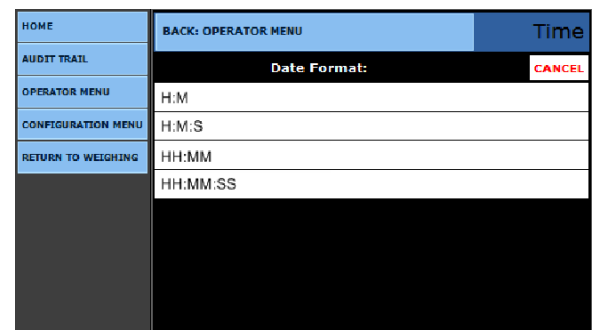 HOME
AUDIT TRAIL
OPERATOR MENU
CONFIGURATION MENU
RETURN TO WEIGHING
BACK: OPERATOR MENU
Time
Date Format:
CANCEL
H:M
H:M:S
HH:MM
HH:MM:SS